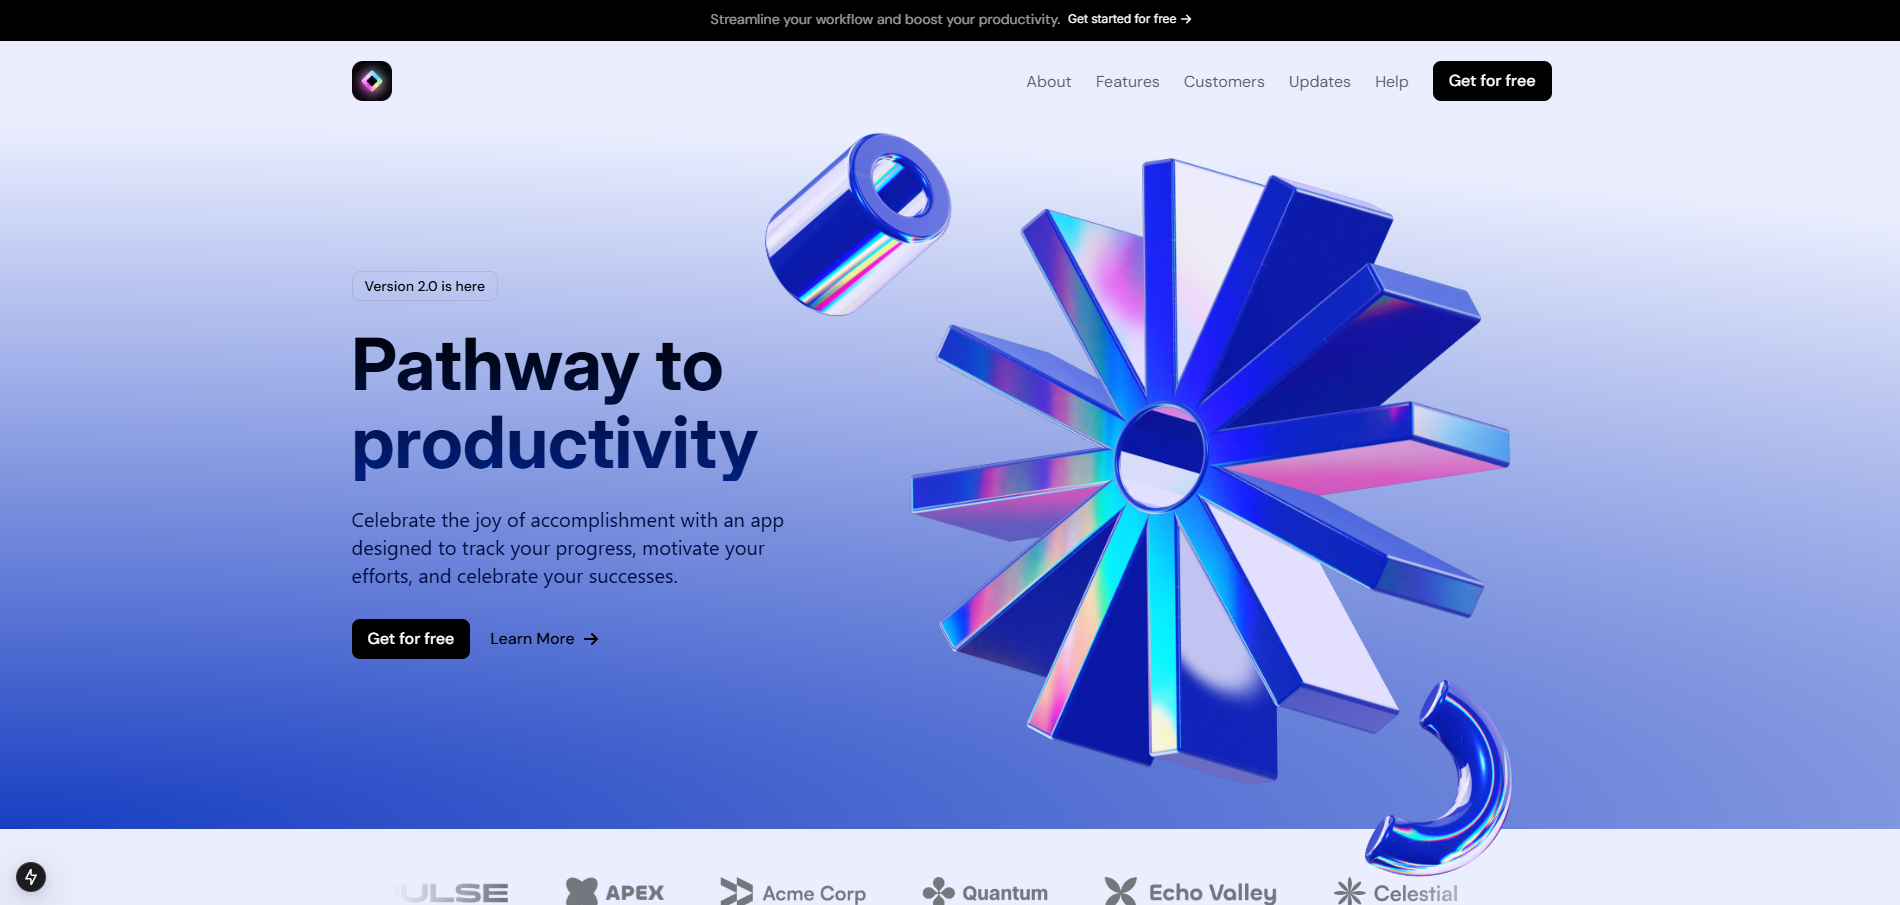 Streamline your workflow and boost your productivity. Get started for free →
About Features Customers Updates Help Get for free
Version 2.0 is here
Pathway to
productivity
Celebrate the joy of accomplishment with an app
designed to track your progress, motivate your
efforts, and celebrate your successes.
Get for free Learn More →
APEX Acme Corp Quantum Echo Valley Celestial